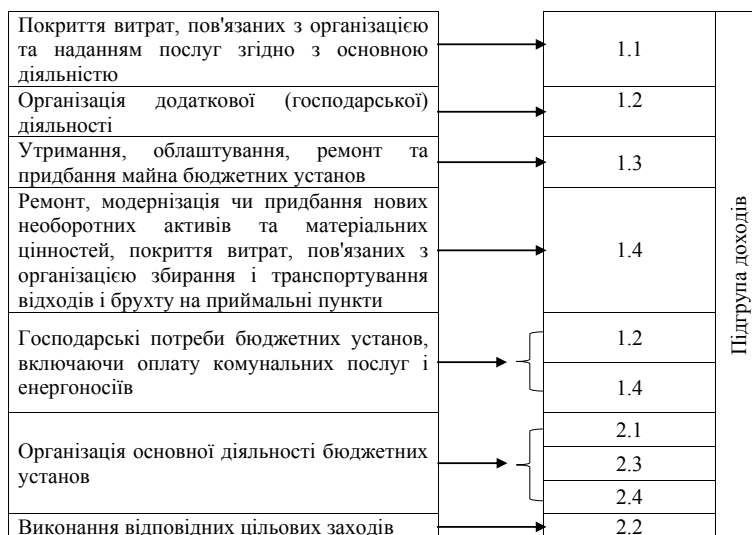 Покриття витрат, пов'язаних з організацією
та наданням послуг згідно з основною
діяльністю
1.1
Організація додаткової (господарської)
діяльності
1.2
Утримання, облаштування, ремонт та
придбання майна бюджетних установ
1.3
Ремонт, модернізація чи придбання нових
необоротних активів та матеріальних
цінностей, покриття витрат, пов'язаних з
організацією збирання і транспортування
відходів і брухту на приймальні пункти
1.4
Господарські потреби бюджетних установ,
включаючи оплату комунальних послуг і
енергоносіїв
1.2
1.4
Організація основної діяльності бюджетних
установ
2.1
2.3
2.4
Виконання відповідних цільових заходів
2.2
Підгрупа доходів